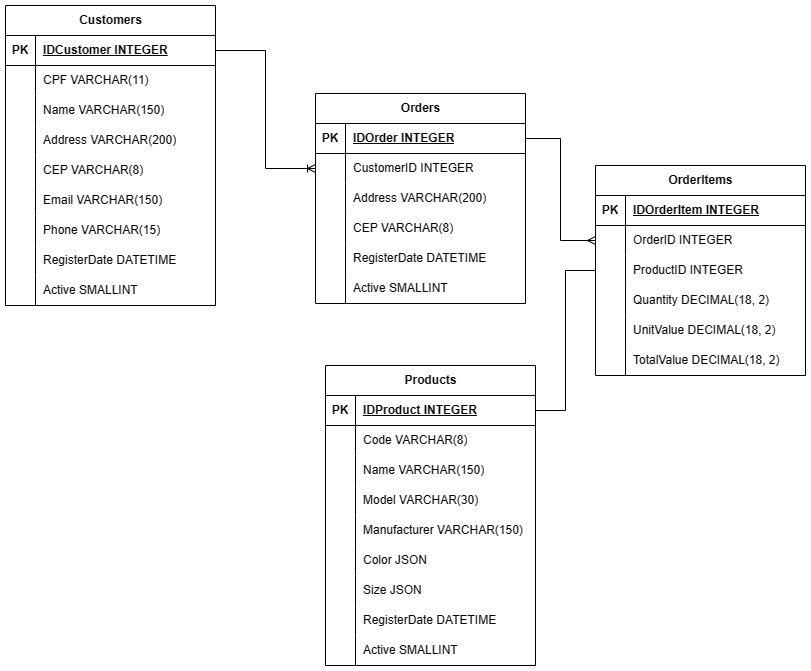 Customers
PK IDCustomer INTEGER
CPF VARCHAR(11)
Name VARCHAR(150)
Address VARCHAR(200)
CEP VARCHAR(8)
Email VARCHAR(150)
Phone VARCHAR(15)
RegisterDate DATETIME
Active SMALLINT
Orders
PK IDOrder INTEGER
CustomerID INTEGER
Address VARCHAR(200)
CEP VARCHAR(8)
RegisterDate DATETIME
Active SMALLINT
OrderItems
PK IDOrderItem INTEGER
OrderID INTEGER
ProductID INTEGER
Quantity DECIMAL(18, 2)
UnitValue DECIMAL(18, 2)
TotalValue DECIMAL(18, 2)
Products
PK IDProduct INTEGER
Code VARCHAR(8)
Name VARCHAR(150)
Model VARCHAR(30)
Manufacturer VARCHAR(150)
Color JSON
Size JSON
RegisterDate DATETIME
Active SMALLINT